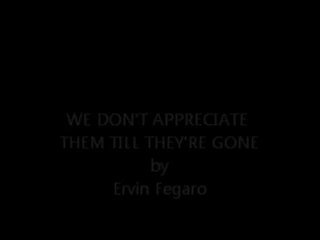 WE DON'T APPRECIATE
THEM TILL THEY'RE GONE
by
Ervin Fegaro